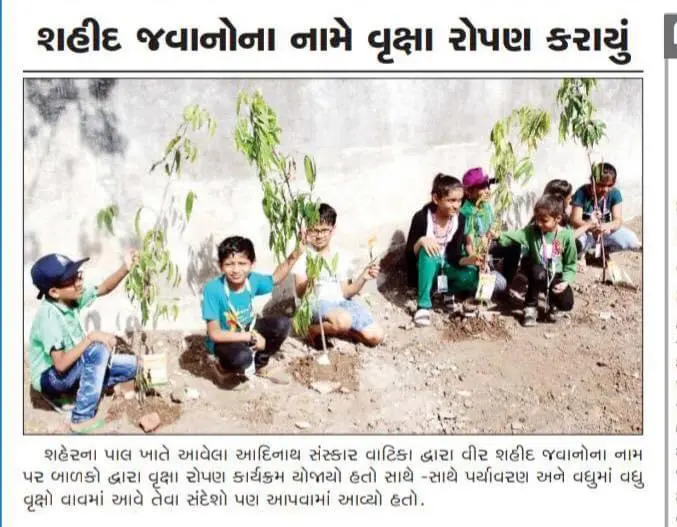 શહીદ જવાનોના નામે વૃક્ષા રોપણ કરાયું
શહેરના પાલ ખાતે આવેલા આદિનાથ સંસ્કાર વાટિકા દ્વારા વીર શહીદ જવાનોના નામ
પર બાળકો દ્વારા વૃક્ષા રોપણ કાર્યક્રમ યોજાયો હતો સાથે -સાથે પર્યાવરણ અને વધુમાં વધુ
વૃક્ષો વાવમાં આવે તેવા સંદેશો પણ આપવામાં આવ્યો હતો.